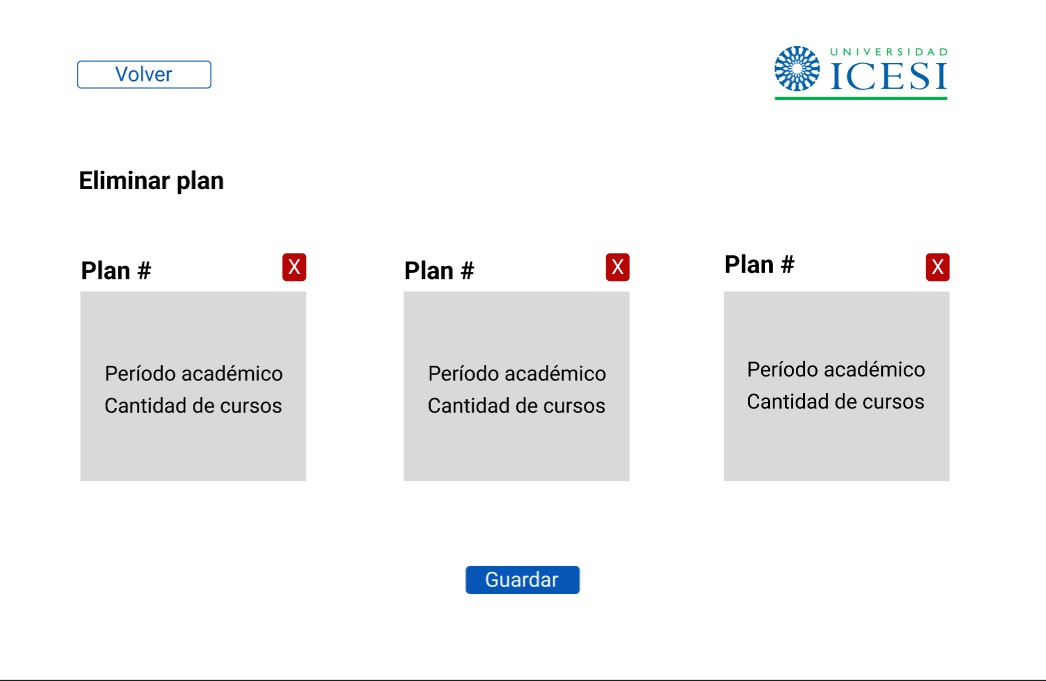 Volver
UNIVERSIDAD
ICESI
Eliminar plan
Plan #
X
Período académico
Cantidad de cursos
Plan #
X
Período académico
Cantidad de cursos
Plan #
X
Período académico
Cantidad de cursos
Guardar